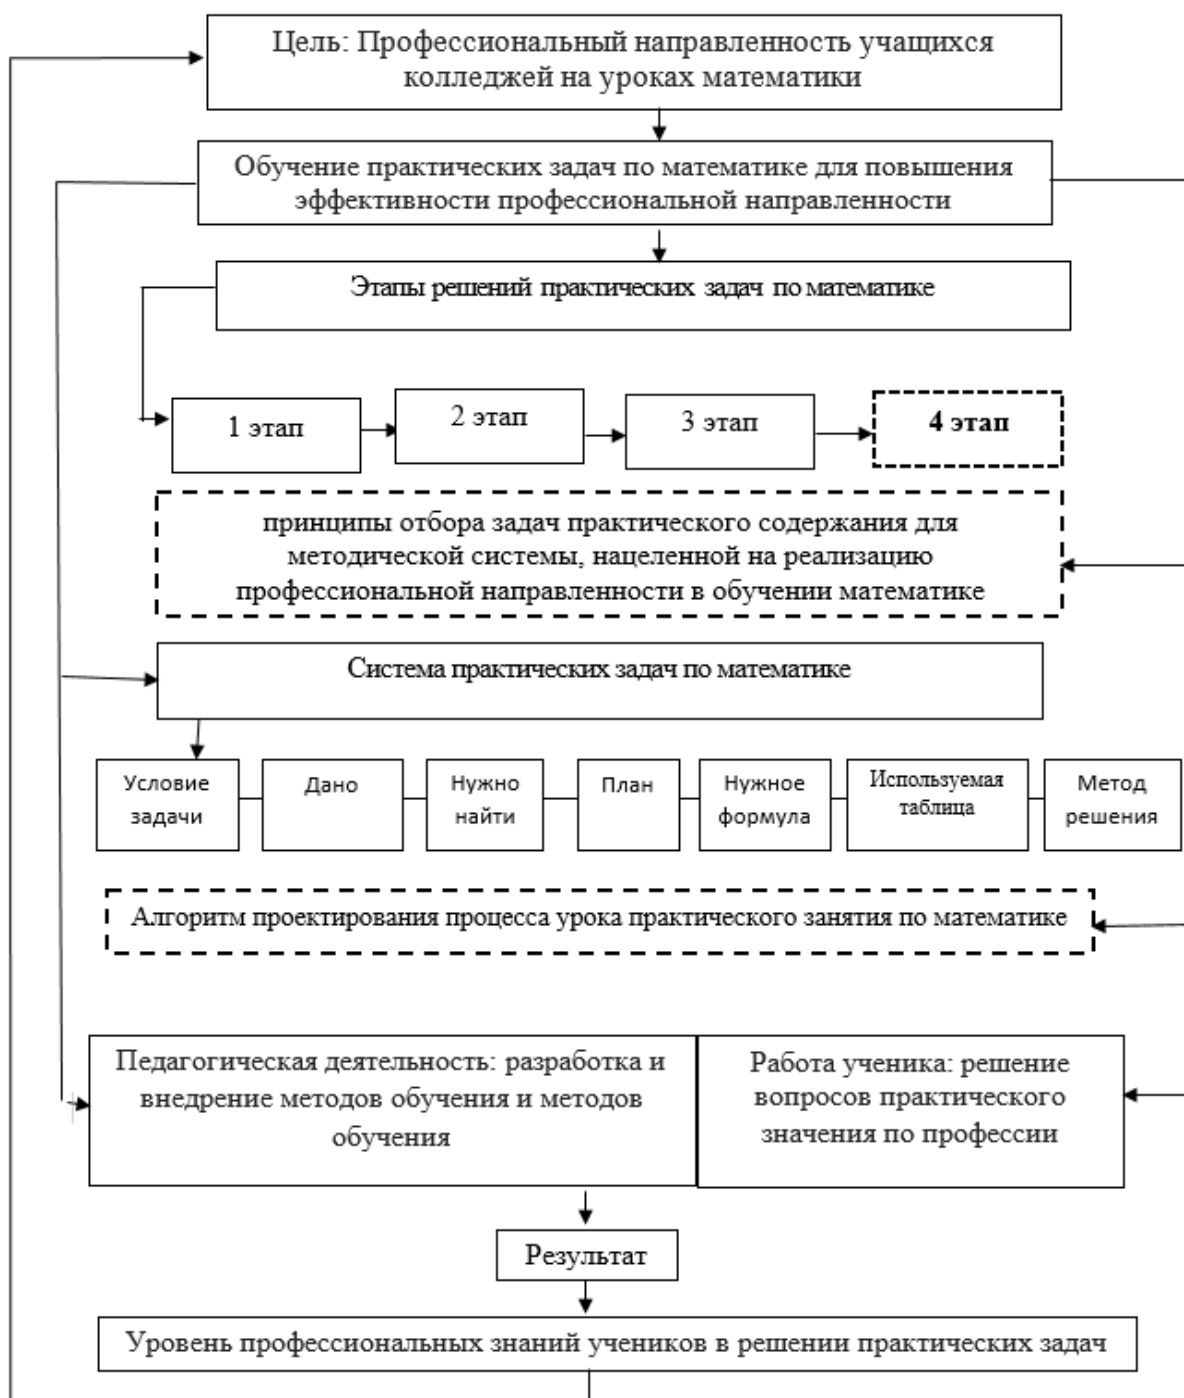 Цель: Профессиональный направленность учащихся
колледжей на уроках математики
Обучение практических задач по математике для повышения
эффективности профессиональной направленности
Этапы решений практических задач по математике
1 этап
2 этап
3 этап
4 этап
принципы отбора задач практического содержания для
методической системы, нацеленной на реализацию
профессиональной направленности в обучении математике
Система практических задач по математике
Условие
задачи
Дано
Нужно
найти
План
Нужное
формула
Используемая
таблица
Метод
решения
Алгоритм проектирования процесса урока практического занятия по математике
Педагогическая деятельность: разработка и
внедрение методов обучения и методов
обучения
Работа ученика: решение
вопросов практического
значения по профессии
Результат
Уровень профессиональных знаний учеников в решении практических задач